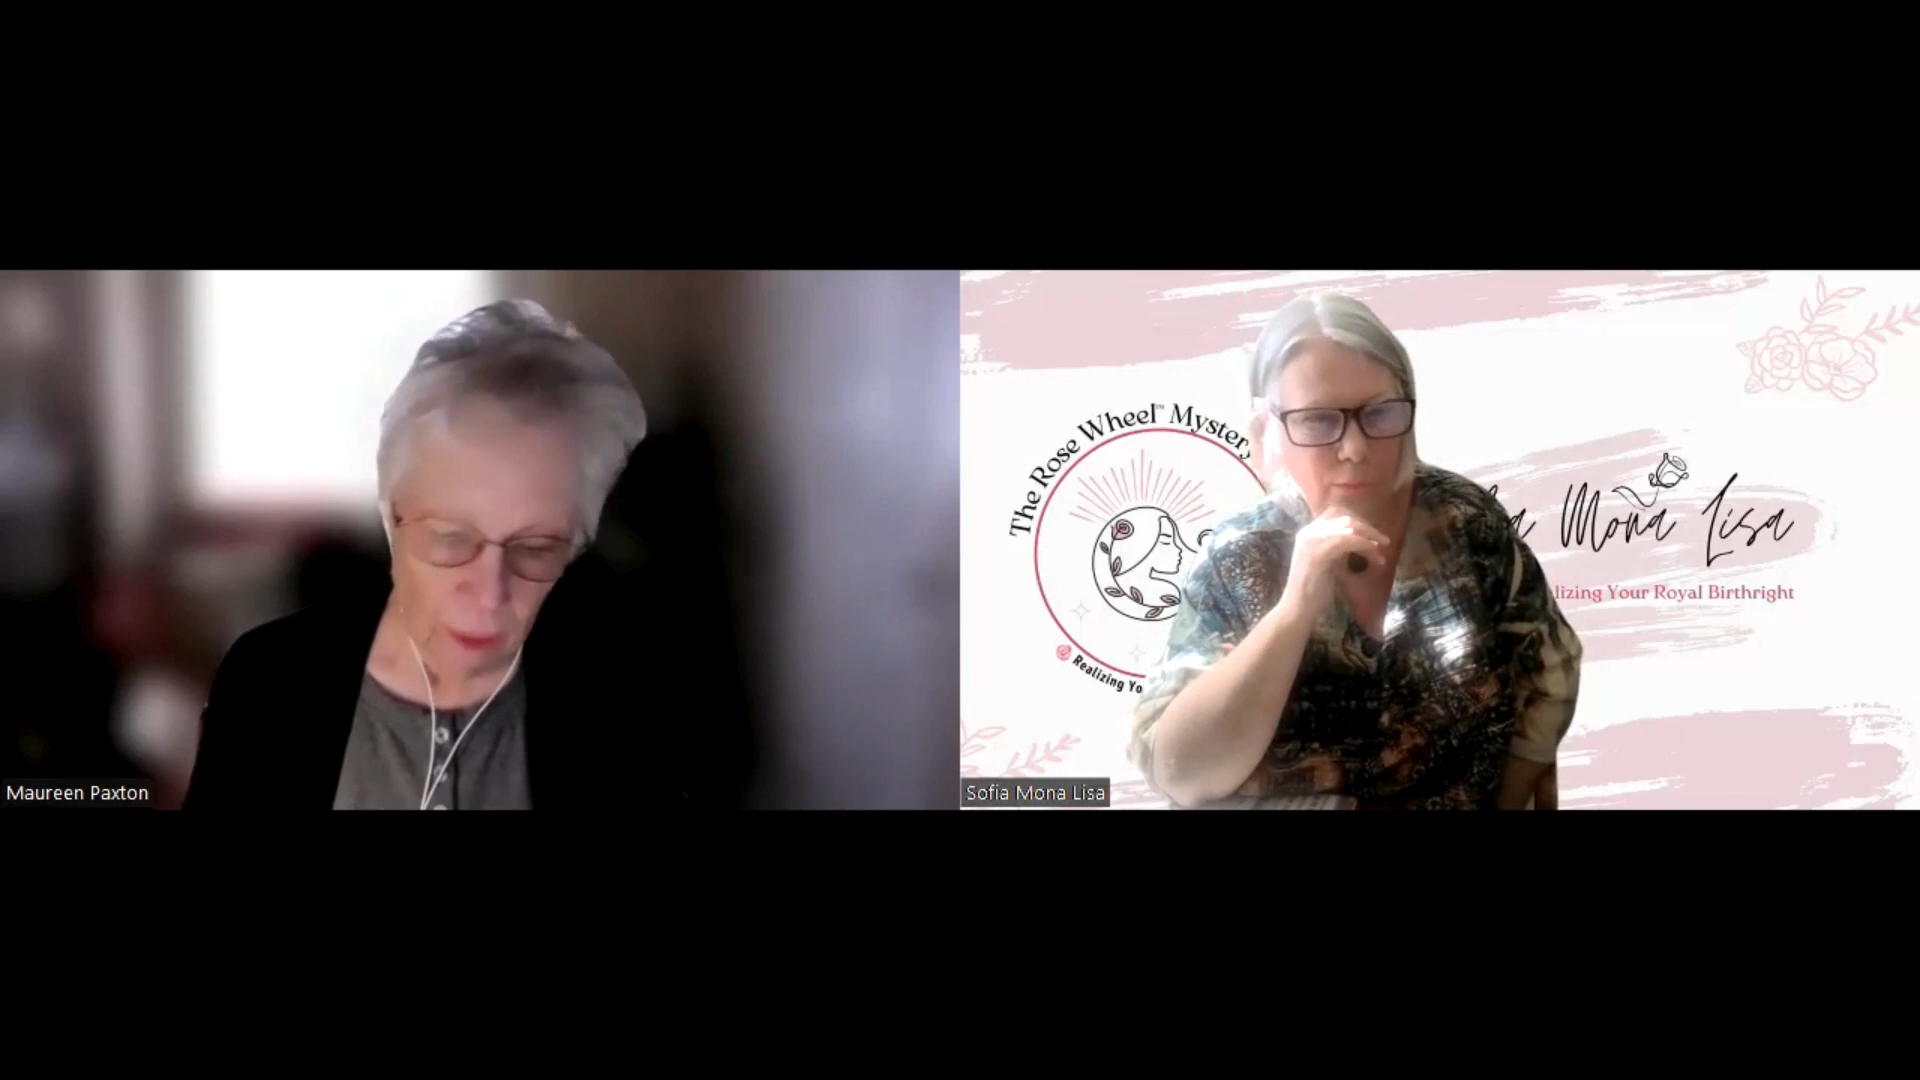 The Rose Wheel™ Myster
a Mona Lisa
lizing Your Royal Birthright
Realizing Yo
Maureen Paxton
Sofia Mona Lisa